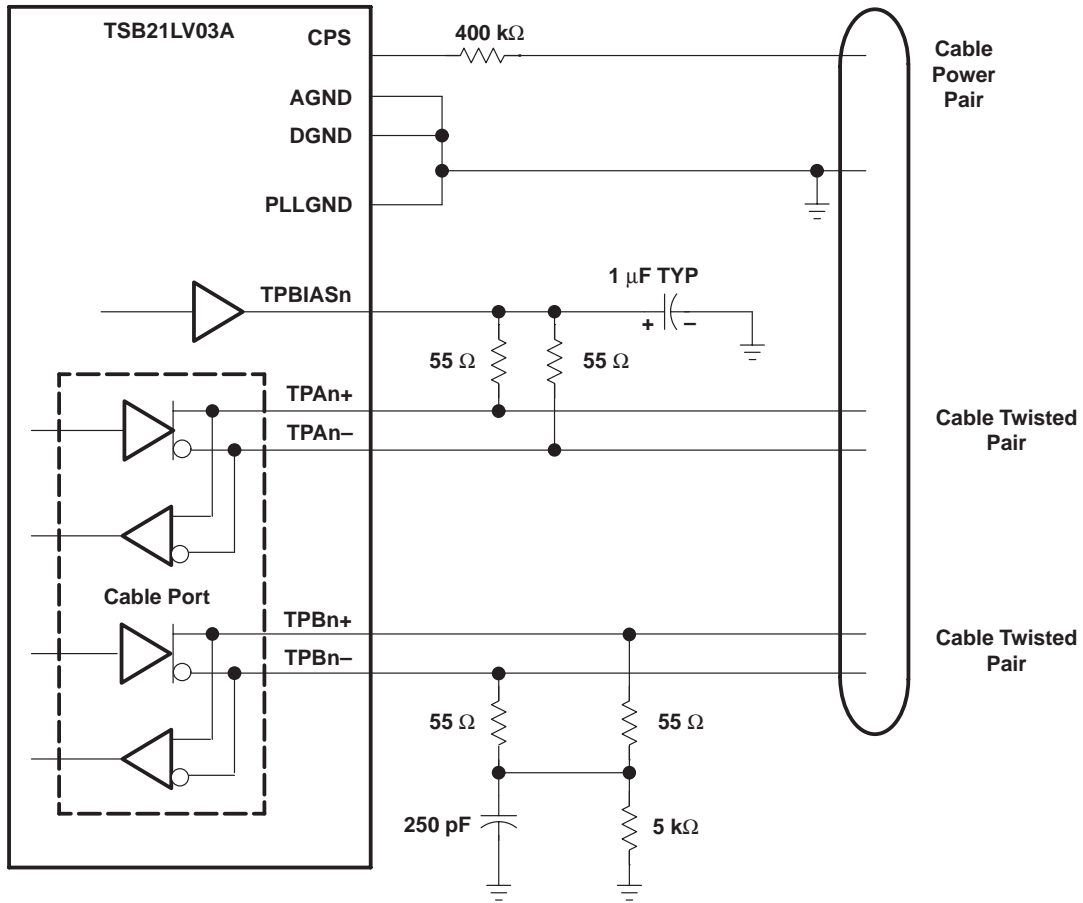 TSB21LV03A
CPS
400 kΩ
Cable
Power
Pair
AGND
DGND
PLLGND
TPBIASn
1 μF TYP
+ –
55 Ω
55 Ω
TPAn+
TPAn–
Cable Twisted
Pair
Cable Port
TPBn+
TPBn–
Cable Twisted
Pair
55 Ω
55 Ω
250 pF
5 kΩ